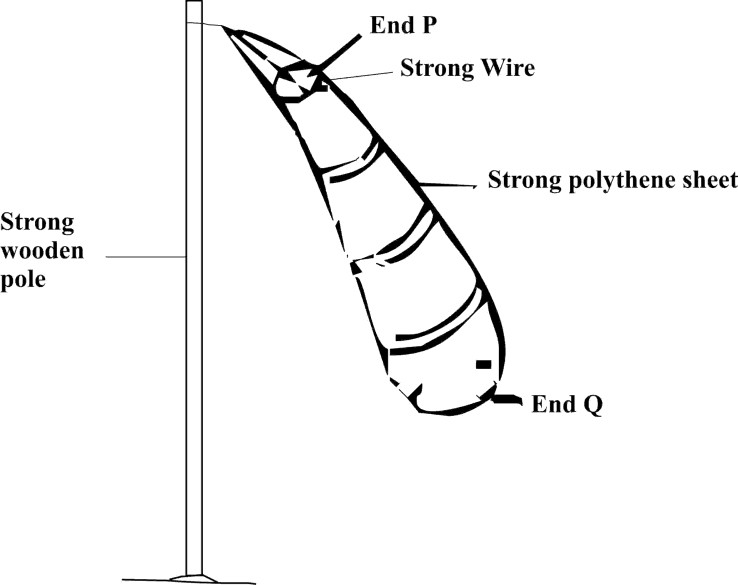 End P
Strong Wire
Strong polythene sheet
Strong
wooden
pole
End Q